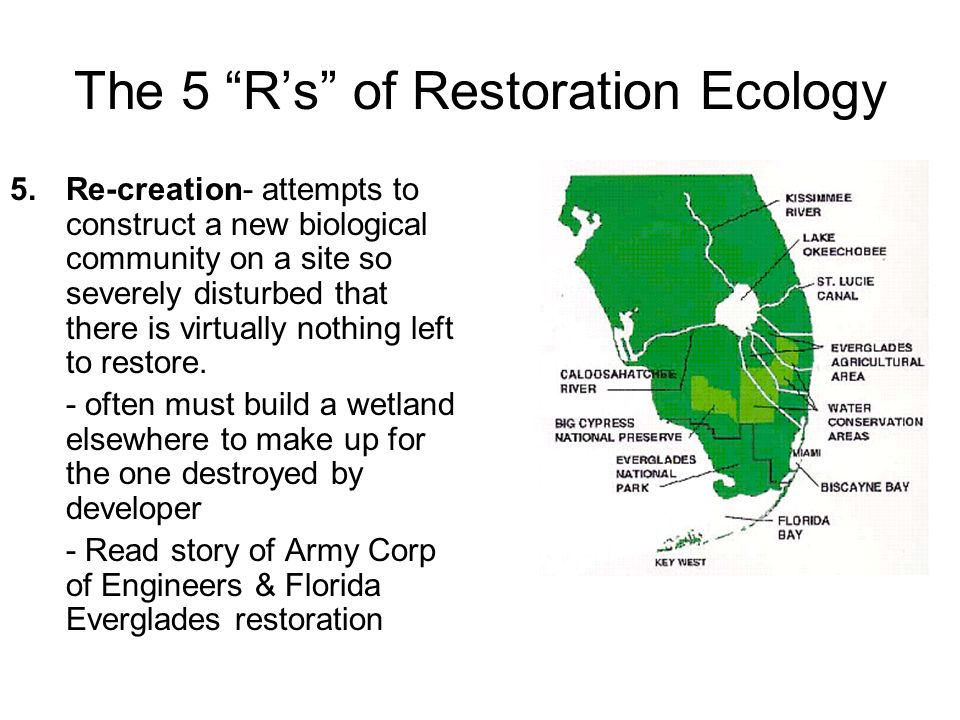 The 5 “R’s” of Restoration Ecology
5. Re-creation- attempts to
construct a new biological
community on a site so
severely disturbed that
there is virtually nothing left
to restore.
- often must build a wetland
elsewhere to make up for
the one destroyed by
developer
- Read story of Army Corp
of Engineers & Florida
Everglades restoration
KISSIMMEE
RIVER
LAKE
OKEECHOBEE
ST. LUCIE
CANAL
EVERGLADES
AGRICULTURAL
AREA
CALOOSAHATCHEE
RIVER
WATER
CONSERVATION
AREAS
BIG CYPRESS
NATIONAL PRESERVE
MIAMI
EVERGLADES
NATIONAL
PARK
BISCAYNE BAY
FLORIDA
BAY
KEY WEST